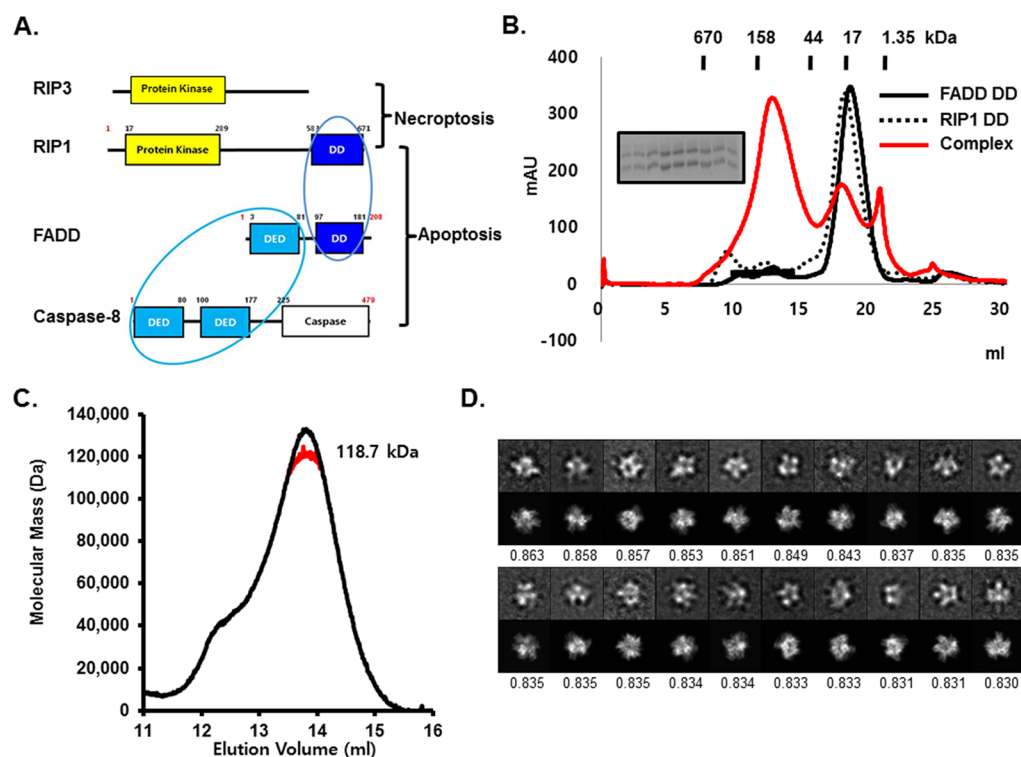 A.
RIP3
Protein Kinase
Necroptosis
1 17 289 583 671
RIP1
Protein Kinase
DD
1 3 81 97 181 208
FADD
DED
DD
Apoptosis
1 80 100 177 225 479
Caspase-8
DED
DED
Caspase
B.
670 158 44 17 1.35 kDa
400
300
200
100
0
-100
mAU
FADD DD
RIP1 DD
Complex
0 5 10 15 20 25 30
ml
C.
140,000
120,000
100,000
80,000
60,000
40,000
20,000
0
Molecular Mass (Da)
118.7 kDa
11 12 13 14 15 16
Elution Volume (ml)
D.
0.863 0.858 0.857 0.853 0.851 0.849 0.843 0.837 0.835 0.835
0.835 0.835 0.835 0.834 0.834 0.833 0.833 0.831 0.831 0.830